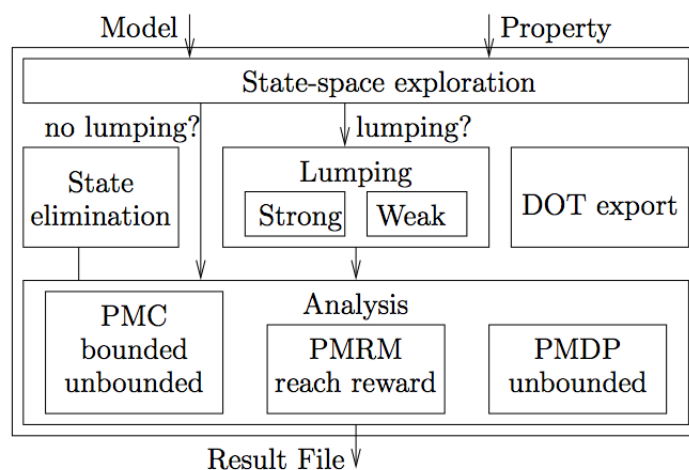 Model
Property
State-space exploration
no lumping?
lumping?
State
elimination
Lumping
Strong
Weak
DOT export
Analysis
PMC
bounded
unbounded
PMRM
reach reward
PMDP
unbounded
Result File